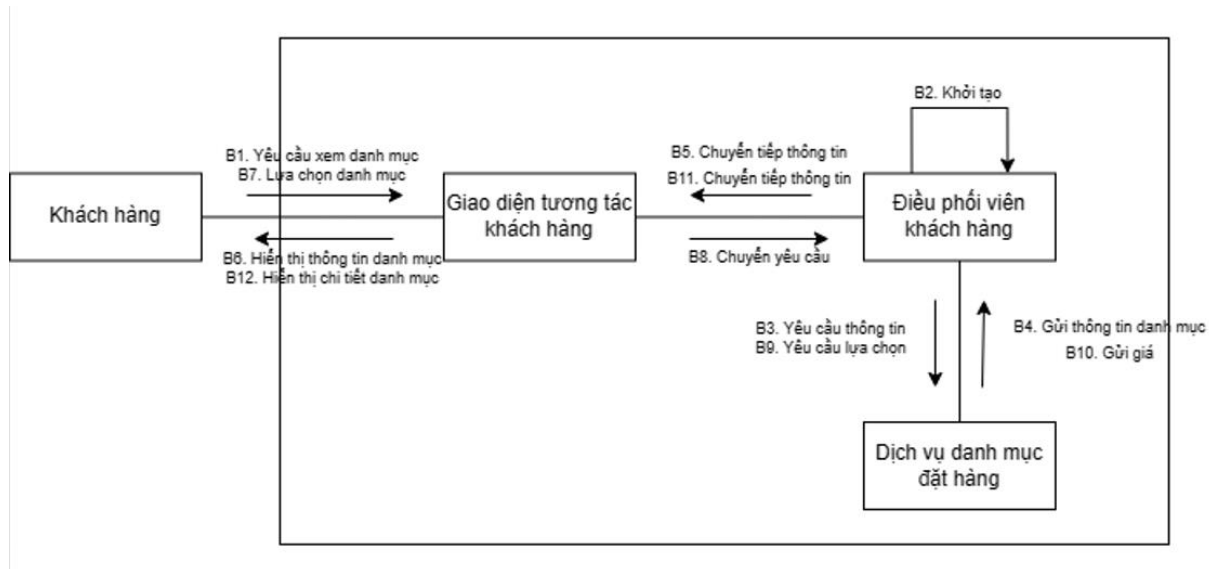 B2. Khởi tạo
B1. Yêu cầu xem danh mục
B7. Lựa chọn danh mục
B5. Chuyển tiếp thông tin
B11. Chuyển tiếp thông tin
Khách hàng
Giao diện tương tác
khách hàng
Điều phối viên
khách hàng
B6. Hiển thị thông tin danh mục
B12. Hiển thị chi tiết danh mục
B8. Chuyển yêu cầu
B3. Yêu cầu thông tin
B9. Yêu cầu lựa chọn
B4. Gửi thông tin danh mục
B10. Gửi giá
Dịch vụ danh mục
đặt hàng